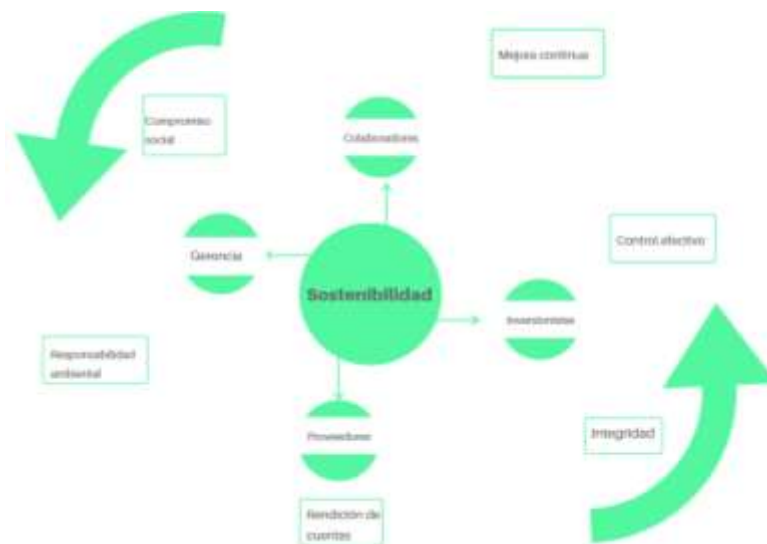 Mejora continua
Compromiso
social
Colaboradores
Control efectivo
Gerencia
Sostenibilidad
Inversionistas
Responsabilidad
ambiental
Proveedores
Integridad
Rendición de
cuentas